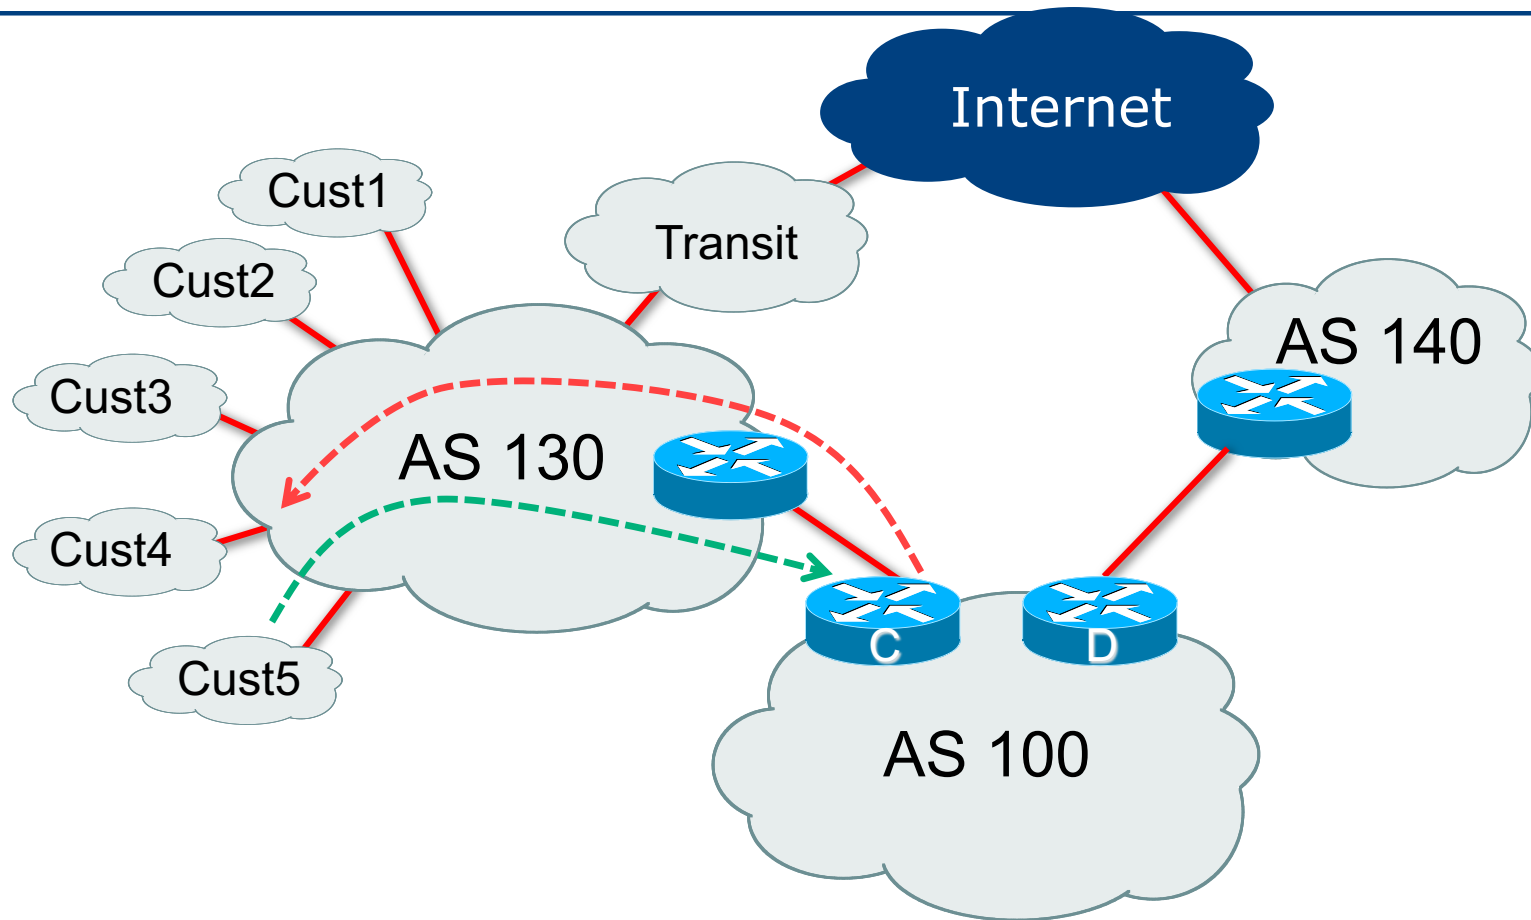 Internet
Cust1
Transit
Cust2
AS 140
Cust3
AS 130
Cust4
C
D
Cust5
AS 100